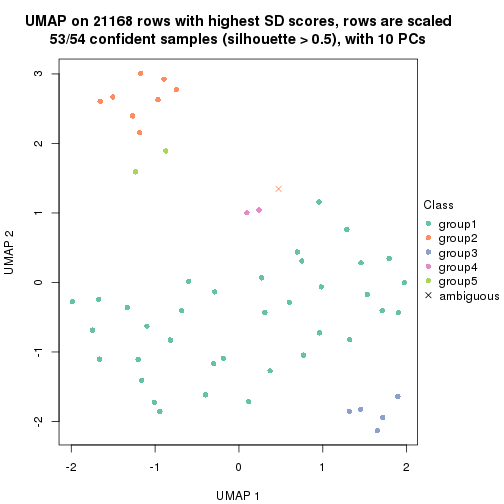 UMAP on 21168 rows with highest SD scores, rows are scaled
53/54 confident samples (silhouette > 0.5), with 10 PCs
3
2
1
0
-1
-2
UMAP 2
-2
-1
0
1
2
UMAP 1
Class
group1
group2
group3
group4
group5
ambiguous